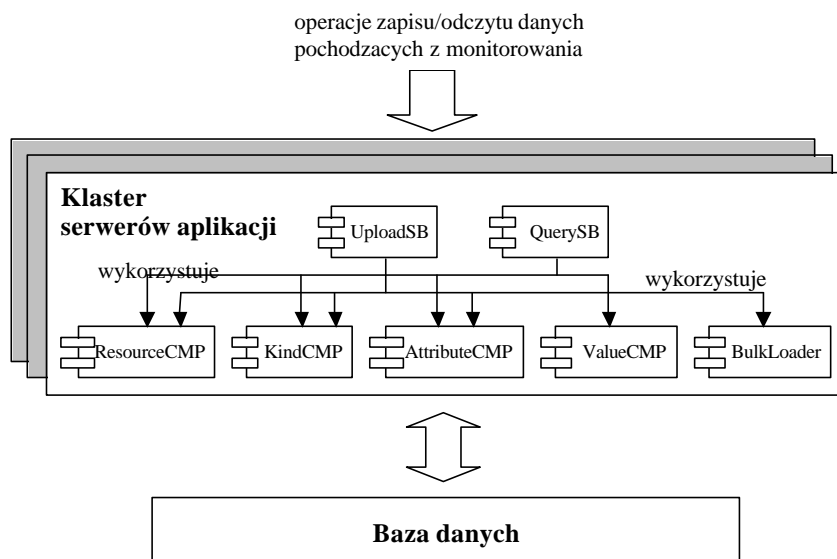 operacje zapisu/odczytu danych
pochodzacych z monitorowania
Klaster
serwerów aplikacji
UploadSB
QuerySB
wykorzystuje
wykorzystuje
ResourceCMP
KindCMP
AttributeCMP
ValueCMP
BulkLoader
Baza danych